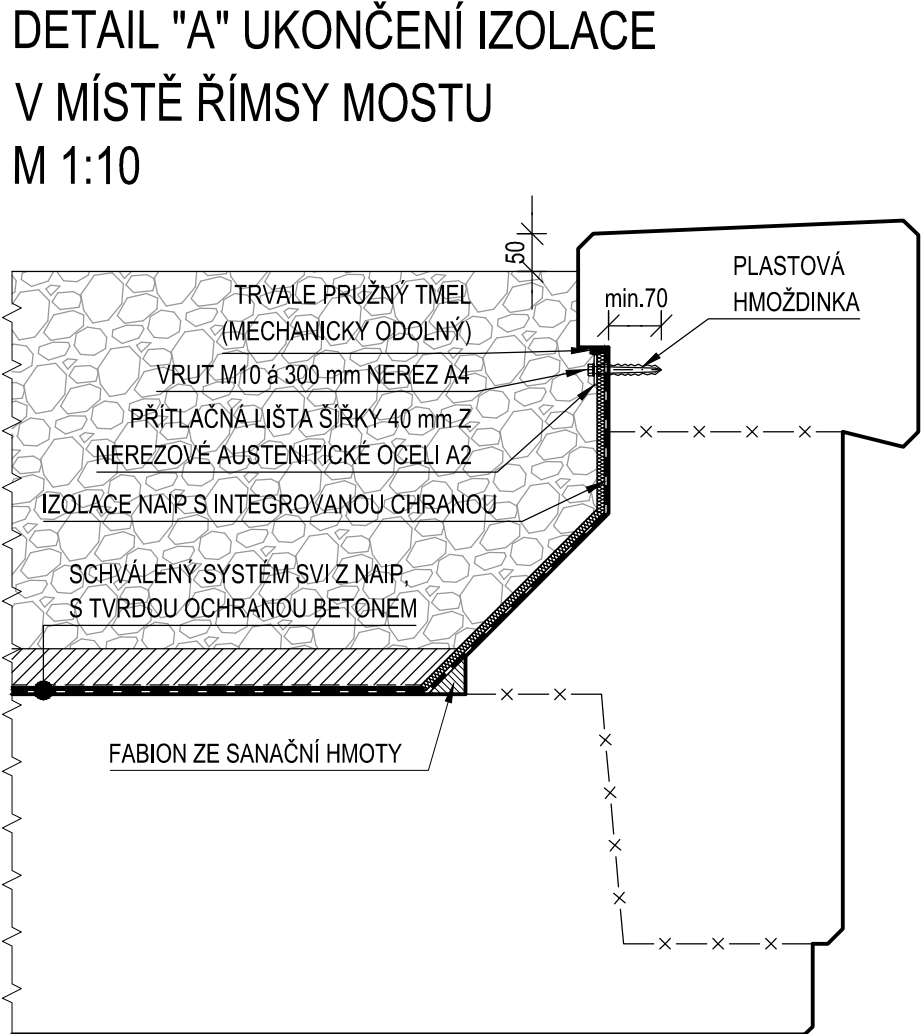 DETAIL "A" UKONČENÍ IZOLACE
V MÍSTĚ ŘÍMSY MOSTU
M 1:10
50
PLASTOVÁ
HMOŽDINKA
min.70
TRVALE PRUŽNÝ TMEL
(MECHANICKY ODOLNÝ)
VRUT M10 á 300 mm NEREZ A4
PŘÍTLAČNÁ LIŠTA ŠÍŘKY 40 mm Z
NEREZOVÉ AUSTENITICKÉ OCELI A2
IZOLACE NAIP S INTEGROVANOU CHRANOU
SCHVÁLENÝ SYSTÉM SVI Z NAIP,
S TVRDOU OCHRANOU BETONEM
FABION ZE SANAČNÍ HMOTY